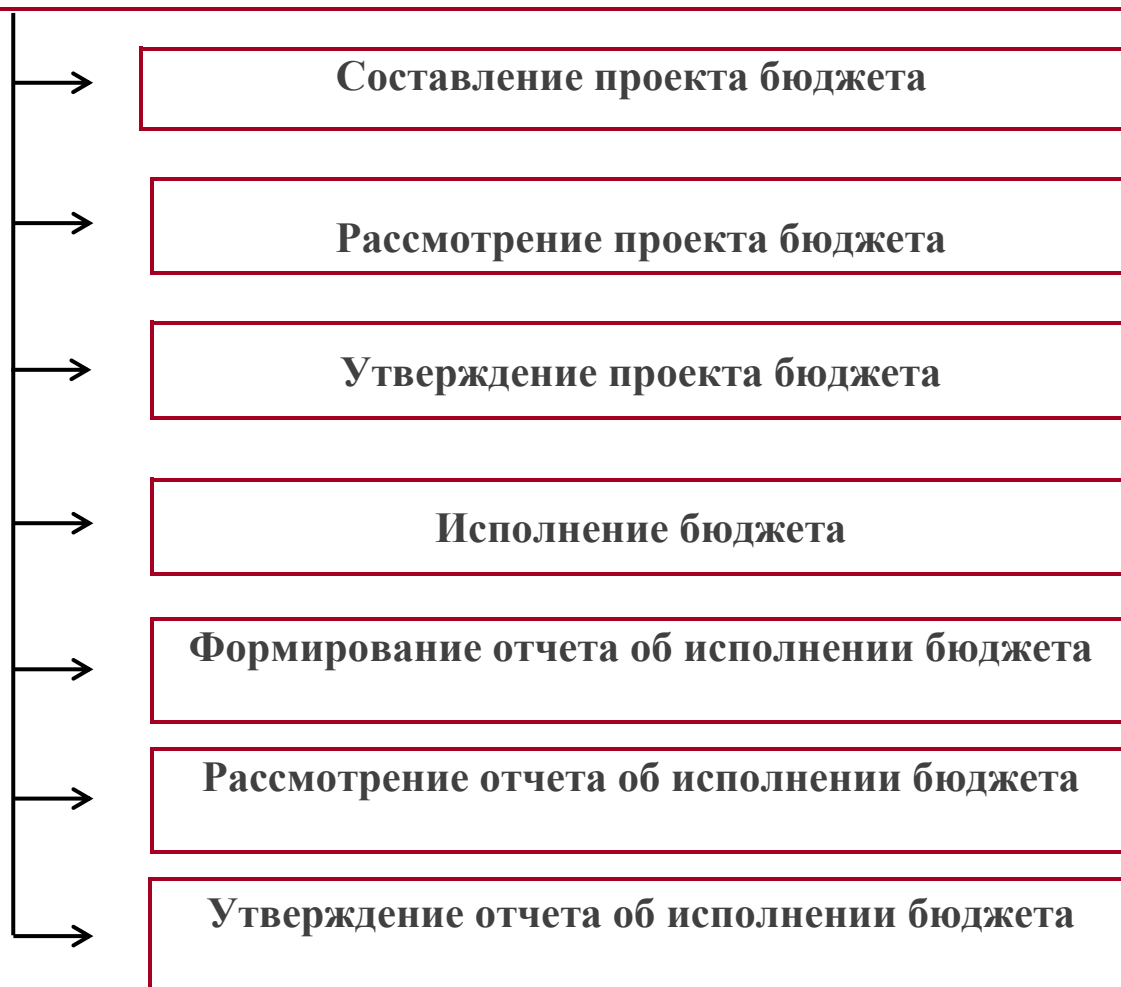 Составление проекта бюджета
Рассмотрение проекта бюджета
Утверждение проекта бюджета
Исполнение бюджета
Формирование отчета об исполнении бюджета
Рассмотрение отчета об исполнении бюджета
Утверждение отчета об исполнении бюджета